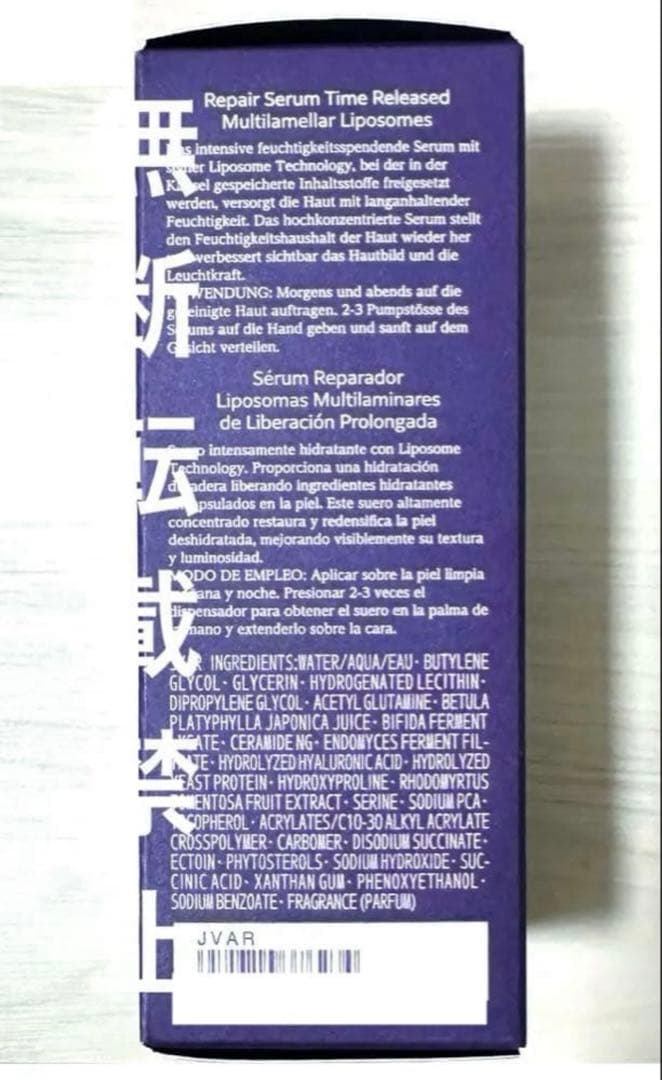 Repair Serum Time Released
Multilamellar Liposomes
intensive feuchtigkeitsspendende Serum mit
Liposome Technology, bei der in der
gespeicherte Inhaltsstoffe freigesetzt
werden, versorgt die Haut mit langanhaltender
Feuchtigkeit. Das hochkonzentrierte Serum stellt
den Feuchtigkeitshaushalt der Haut wieder her
verbessert sichtbar das Hautbild und die
Leuchtkraft.
Morgens und abends auf die
Haut auftragen. 2-3 Pumpstösse des
auf die Hand geben und sanft auf dem
verteilen.
Sérum Reparador
Liposomas Multilaminares
de Liberación Prolongada
intensamente hidratante con Liposome
Technology. Proporciona una hidratación
liberando ingredientes hidratantes
en la piel. Este suero altamente
concentrado restaura y redensifica la piel
deshidratada, mejorando visiblemente su textura
y luminosidad.
MODO DE EMPLEO: Aplicar sobre la piel limpia
y noche. Presionar 2-3 veces el
dispensador para obtener el suero en la palma de
mano y extenderlo sobre la cara.
INGREDIENTS:WATER/AQUA/EAU · BUTYLENE
GLYCOL · GLYCERIN · HYDROGENATED LECITHIN ·
DIPROPYLENE GLYCOL · ACETYL GLUTAMINE · BETULA
PLATYPHYLLA JAPONICA JUICE · BIFIDA FERMENT
· CERAMIDE NG · ENDOMYCES FERMENT FIL-
· HYDROLYZED HYALURONIC ACID · HYDROLYZED
YEAST PROTEIN · HYDROXYPROLINE · RHODOMYRTUS
FRUIT EXTRACT · SERINE · SODIUM PCA ·
· ACRYLATES/C10-30 ALKYL ACRYLATE
CROSSPOLYMER · CARBOMER · DISODIUM SUCCINATE ·
ECTOIN · PHYTOSTEROLS · SODIUM HYDROXIDE · SUC-
CINIC ACID · XANTHAN GUM · PHENOXYETHANOL ·
SODIUM BENZOATE · FRAGRANCE (PARFUM)
JVAR
無断転載禁止